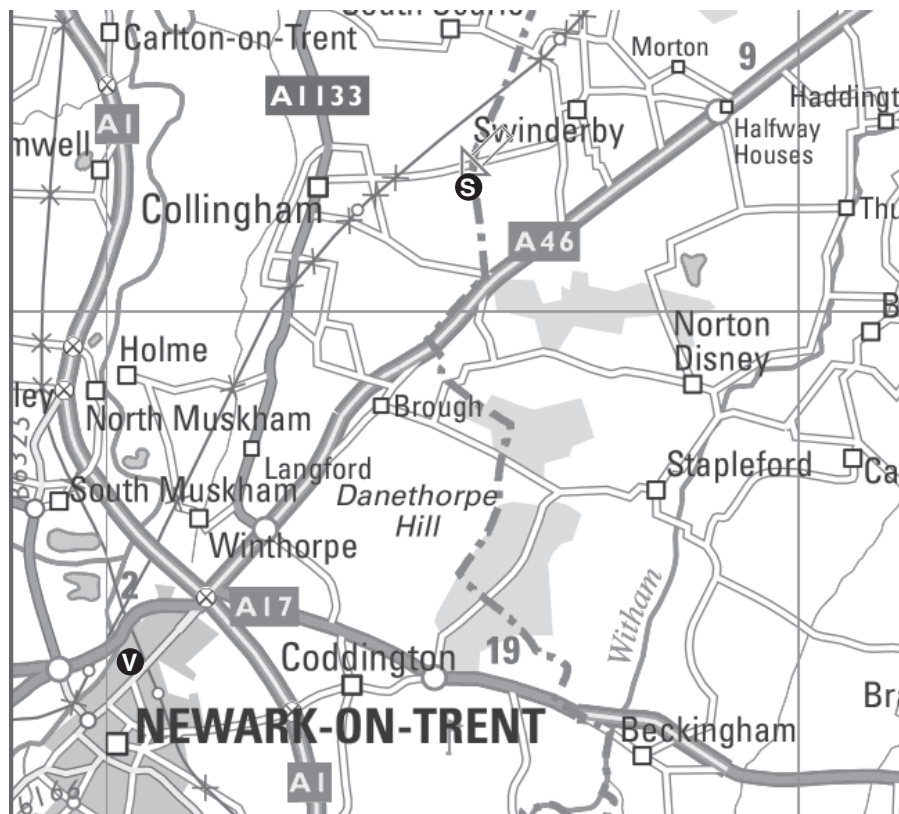 Carlton-on-Trent
Morton
9
A1133
A1
Haddingt
Swinderby
Halfway
Houses
mwell
S
Collingham
Thu
A46
Norton
Disney
B
Holme
ley
North Muskham
Brough
Langford
Stapleford
Ca
South Muskham
Danethorpe
Hill
Winthorpe
2
A17
Witham
V
Coddington
19
Br
NEWARK-ON-TRENT
Beckingham
A1